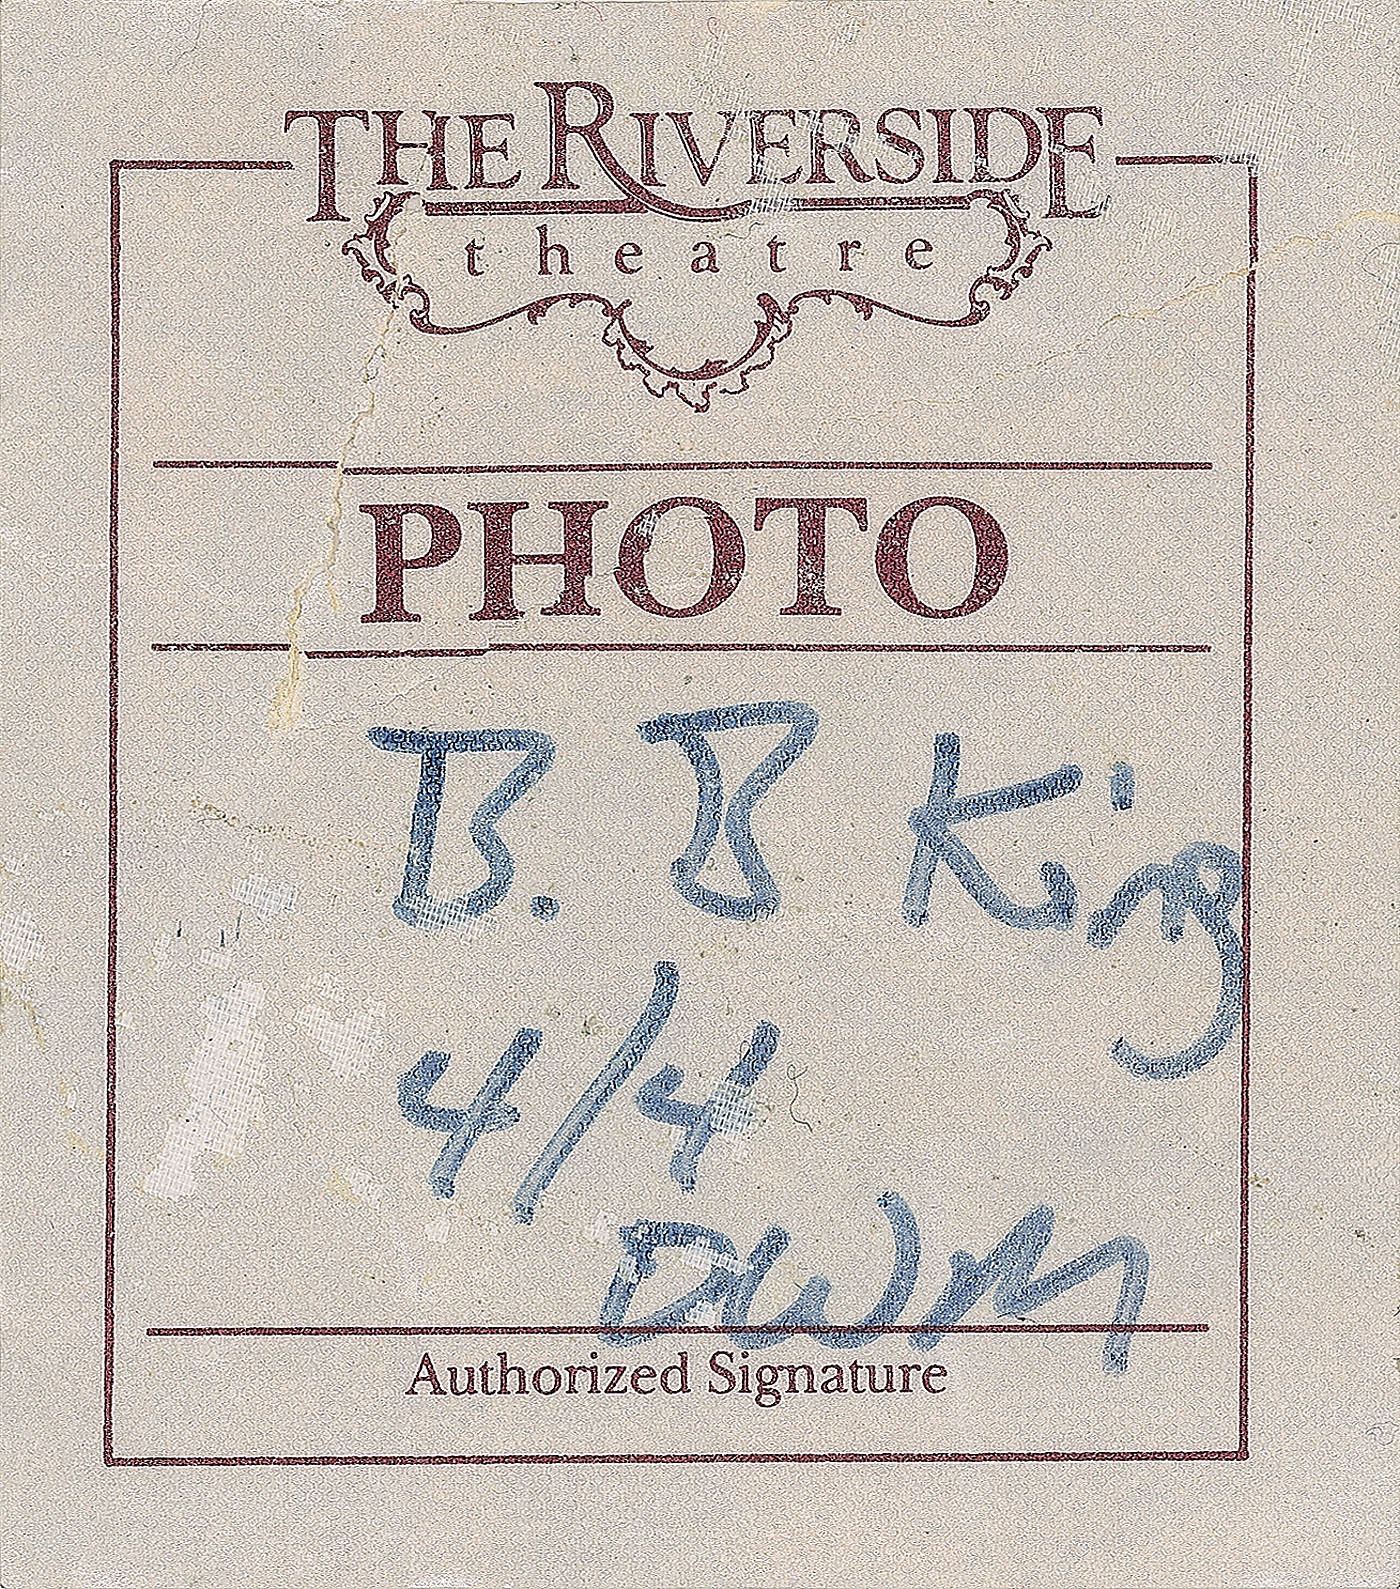 THE RIVERSIDE
theatre
PHOTO
B. B King
4/4
DWM
Authorized Signature